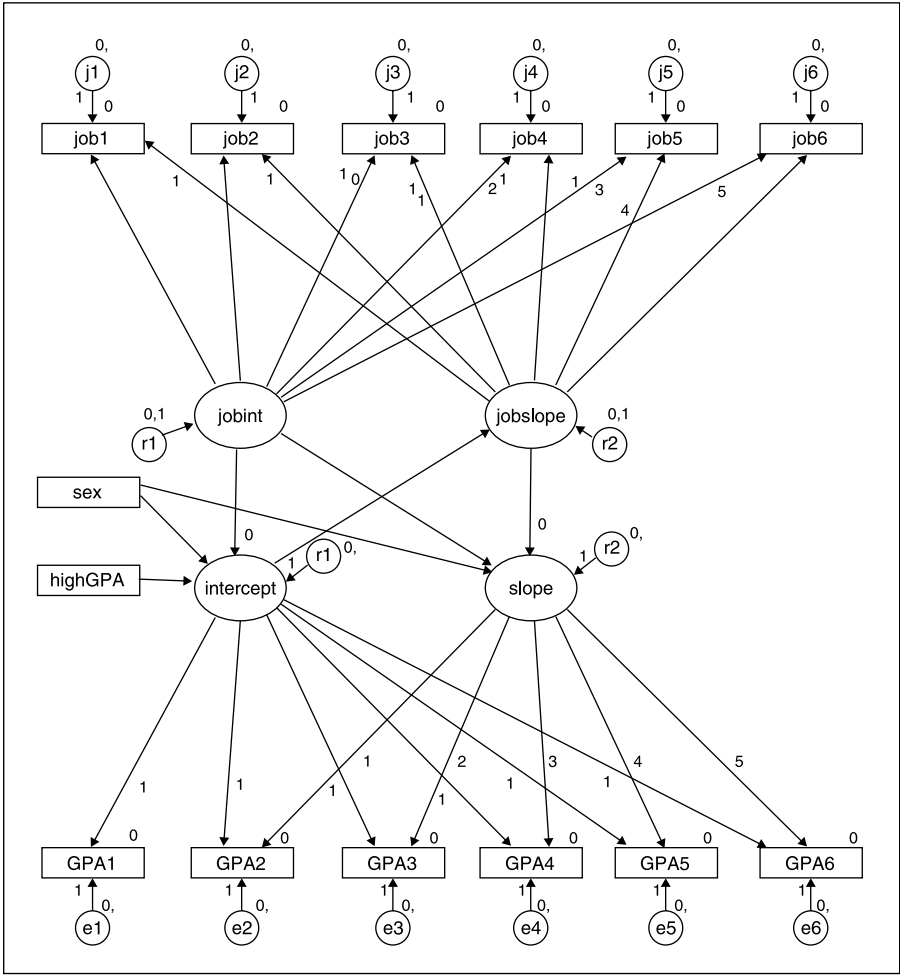 0, 0, 0, 0, 0, 0,
j1 j2 j3 j4 j5 j6
1 0 1 0 1 0 1 0 1 0 1 0
job1 job2 job3 job4 job5 job6
1 1 1 0 1 1 2 1 1 3 4 5
jobint jobslope
0,1 0,1
r1 r2
sex
0 0
1 r1 0, 1 r2 0,
highGPA intercept slope
1 1 1 1 2 1 1 3 1 4 5
0 0 0 0 0 0
GPA1 GPA2 GPA3 GPA4 GPA5 GPA6
1 0, 1 0, 1 0, 1 0, 1 0, 1 0,
e1 e2 e3 e4 e5 e6